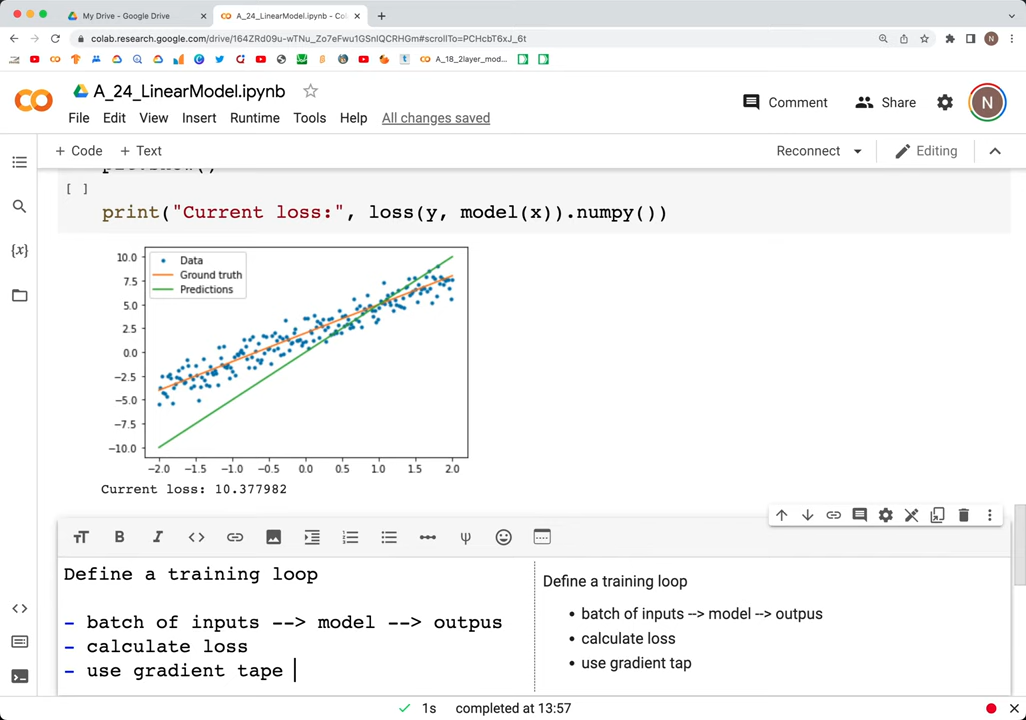 My Drive - Google Drive
A_24_LinearModel.ipynb - Col
colab.research.google.com/drive/164ZRd09u-wTNu_Zo7eFwu1GSnlQCRHGm#scrollTo=PCHcbT6xJ_6t
N
A_18_2layer_mod...
A_24_LinearModel.ipynb
File Edit View Insert Runtime Tools Help All changes saved
Comment Share N
+ Code + Text
Reconnect Editing
[ ]
print("Current loss:", loss(y, model(x)).numpy())
10.0
7.5
5.0
2.5
0.0
−2.5
−5.0
−7.5
−10.0
Data
Ground truth
Predictions
−2.0 −1.5 −1.0 −0.5 0.0 0.5 1.0 1.5 2.0
Current loss: 10.377982
Define a training loop
- batch of inputs --> model --> outpus
- calculate loss
- use gradient tape
Define a training loop
• batch of inputs --> model --> outpus
• calculate loss
• use gradient tap
1s completed at 13:57